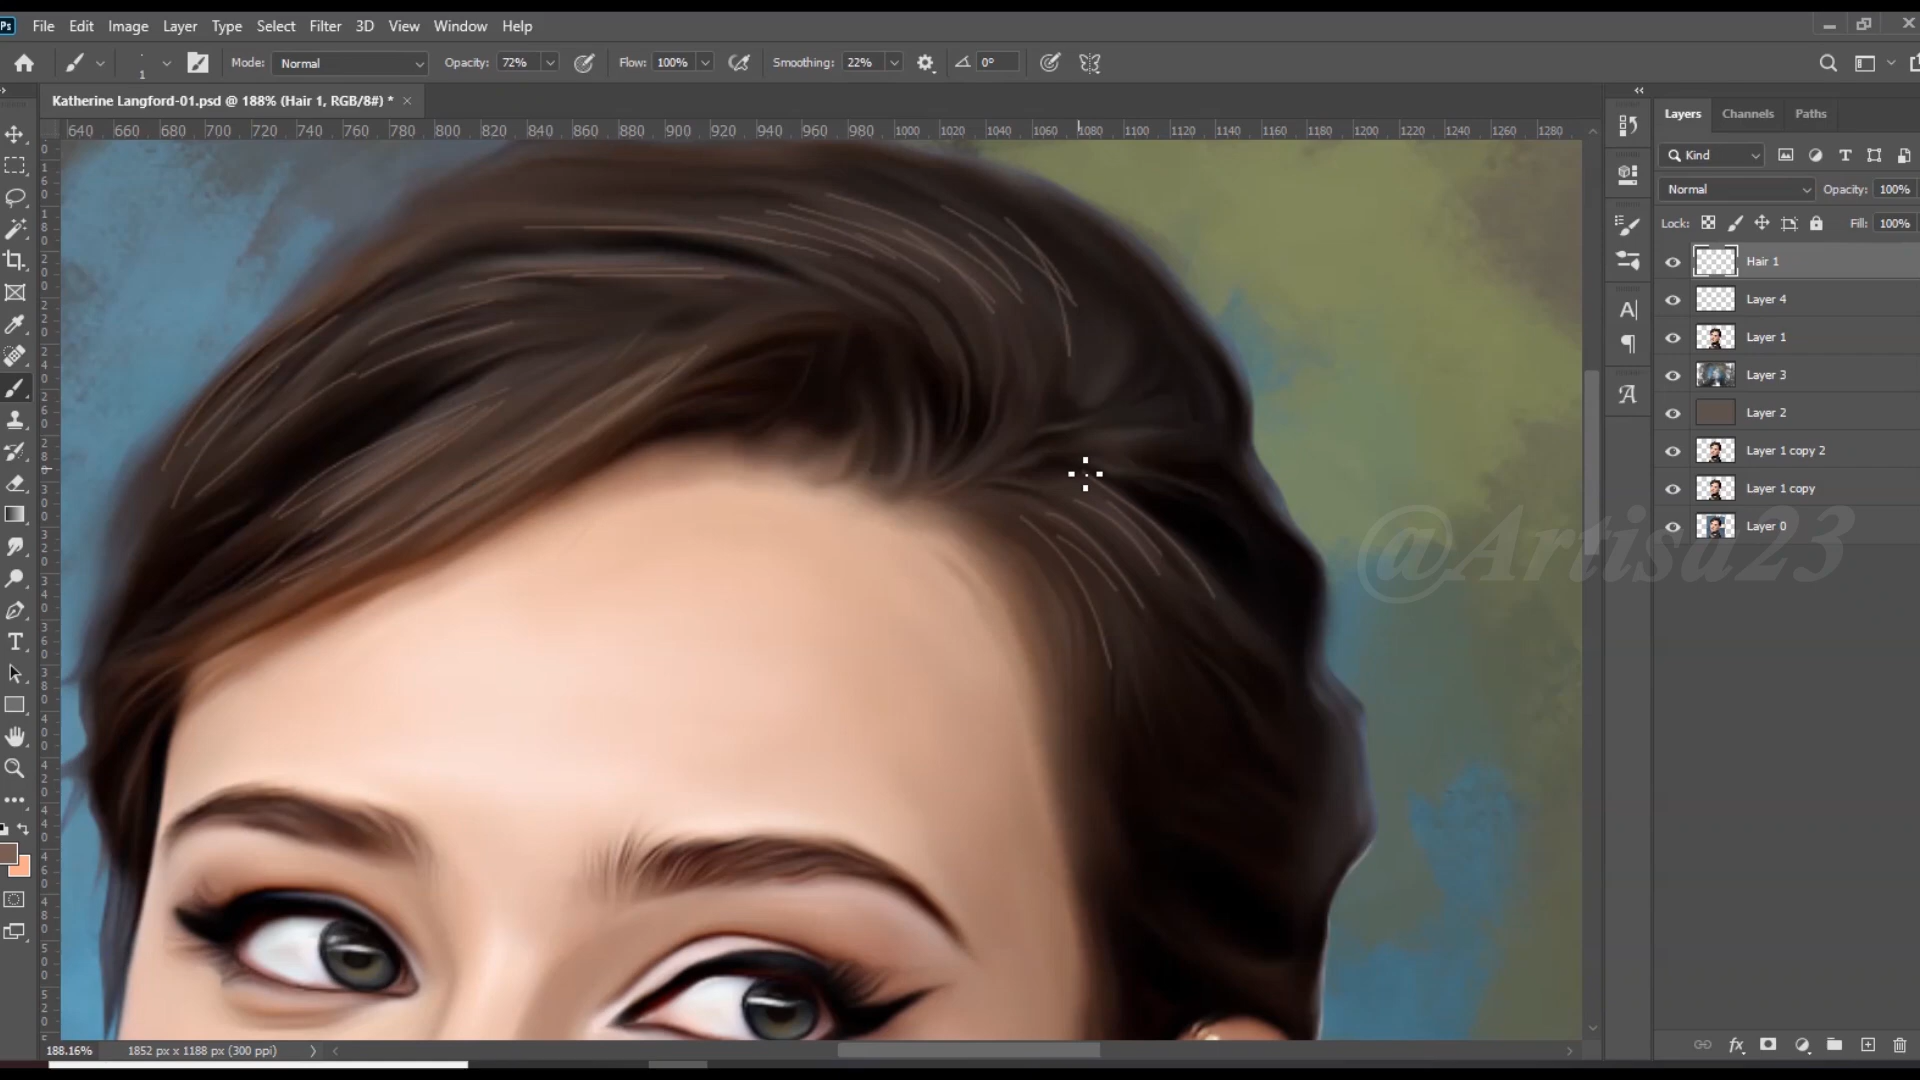 Ps File Edit Image Layer Type Select Filter 3D View Window Help
1 Mode: Normal Opacity: 72% Flow: 100% Smoothing: 22% 0°
Katherine Langford-01.psd @ 188% (Hair 1, RGB/8#) * ×
640 660 680 700 720 740 760 780 800 820 840 860 880 900 920 940 960 980 1000 1020 1040 1060 1080 1100 1120 1140 1160 1180 1200 1220 1240 1260 1280
Layers Channels Paths
Kind
Normal Opacity: 100%
Lock: Fill: 100%
Hair 1
Layer 4
Layer 1
Layer 3
Layer 2
Layer 1 copy 2
Layer 1 copy
Layer 0
@Artisu23
188.16% 1852 px x 1188 px (300 ppi)